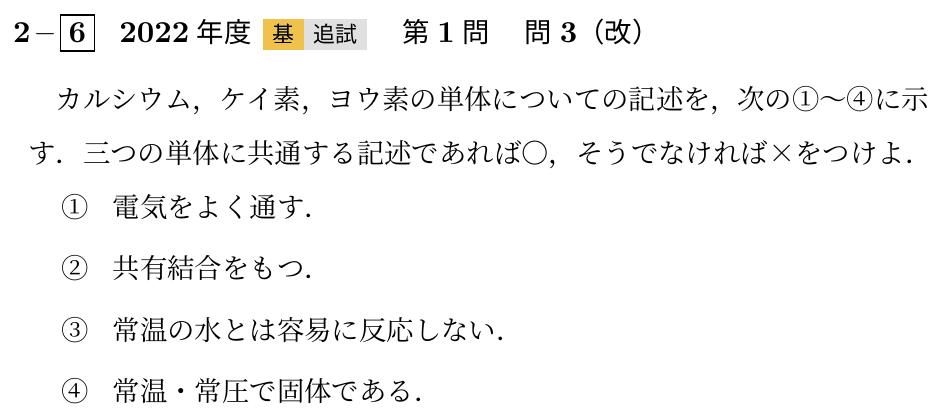 2－6 2022年度 基 追試 第1問 問3（改）
カルシウム，ケイ素，ヨウ素の単体についての記述を，次の①～④に示
す．三つの単体に共通する記述であれば○，そうでなければ×をつけよ．
① 電気をよく通す．
② 共有結合をもつ．
③ 常温の水とは容易に反応しない．
④ 常温・常圧で固体である．